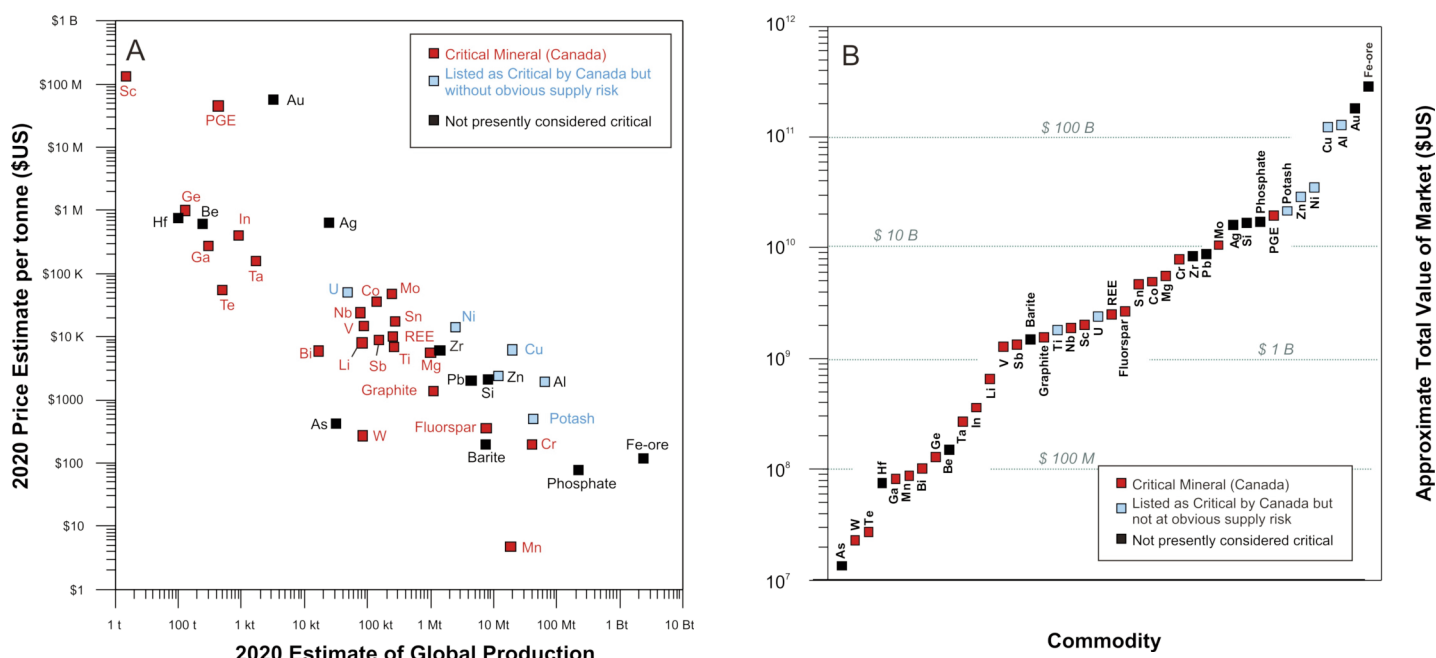 A
$1 B
$100 M
$10 M
$1 M
$100 K
$10 K
$1000
$100
$10
$1
2020 Price Estimate per tonne ($US)
Critical Mineral (Canada)
Listed as Critical by Canada but
without obvious supply risk
Not presently considered critical
Sc
PGE
Au
Ge
Hf
Be
In
Ag
Ga
Ta
Te
U
Co
Mo
Nb
Sn
Ni
V
REE
Zr
Cu
Bi
Li
Sb
Ti
Mg
Graphite
Pb
Si
Zn
Al
As
W
Fluorspar
Potash
Barite
Cr
Fe-ore
Phosphate
Mn
1 t
100 t
1 kt
10 kt
100 kt
1 Mt
10 Mt
100 Mt
1 Bt
10 Bt
2020 Estimate of Global Production
B
10¹²
10¹¹
10¹⁰
10⁹
10⁸
10⁷
$ 100 B
$ 10 B
$ 1 B
$ 100 M
As
W
Te
Hf
Ga
Mn
Bi
Ge
Be
Ta
In
Li
V
Sb
Barite
Graphite
Ti
Nb
Sc
U
REE
Fluorspar
Sn
Co
Mg
Cr
Zr
Pb
Mo
Ag
Si
Phosphate
PGE
Potash
Zn
Ni
Cu
Al
Au
Fe-ore
Critical Mineral (Canada)
Listed as Critical by Canada but
not at obvious supply risk
Not presently considered critical
Commodity
Approximate Total Value of Market ($US)